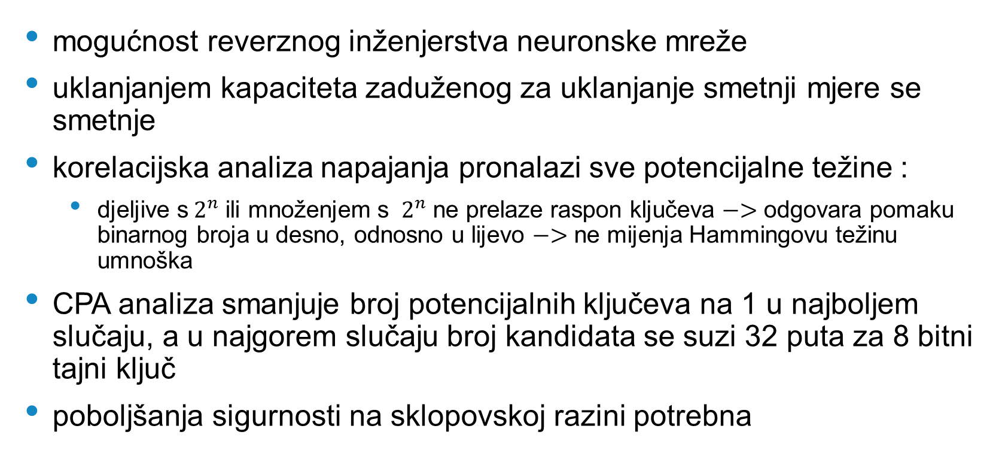 • mogućnost reverznog inženjerstva neuronske mreže
• uklanjanjem kapaciteta zaduženog za uklanjanje smetnji mjere se
smetnje
• korelacijska analiza napajanja pronalazi sve potencijalne težine :
• djeljive s 2ⁿ ili množenjem s 2ⁿ ne prelaze raspon ključeva −> odgovara pomaku
binarnog broja u desno, odnosno u lijevo −> ne mijenja Hammingovu težinu
umnoška
• CPA analiza smanjuje broj potencijalnih ključeva na 1 u najboljem
slučaju, a u najgorem slučaju broj kandidata se suzi 32 puta za 8 bitni
tajni ključ
• poboljšanja sigurnosti na sklopovskoj razini potrebna